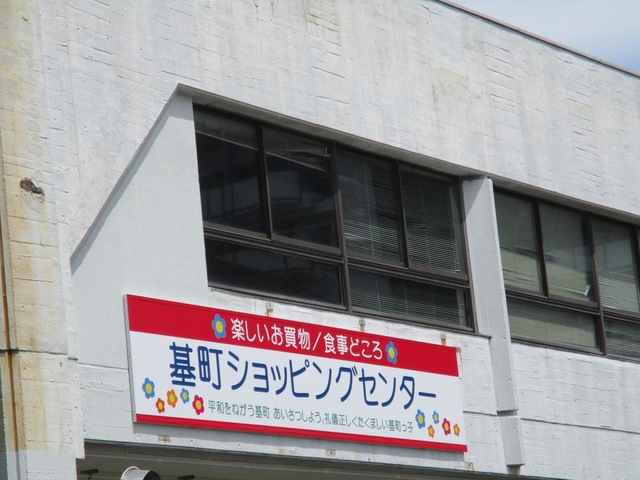 楽しいお買物/食事どころ
基町ショッピングセンター
平和をねがう基町 あいさつしよう、礼儀正しくたくましい基町っ子